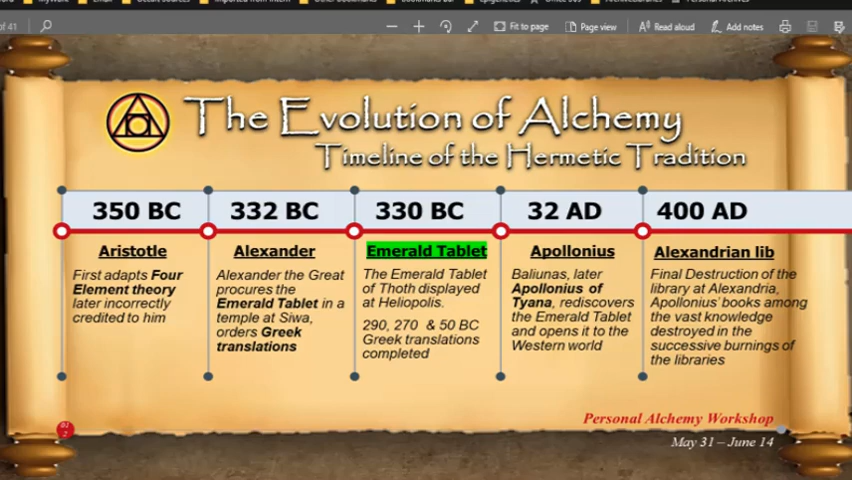 of 41
Fit to page
Page view
Read aloud
Add notes
The Evolution of Alchemy
Timeline of the Hermetic Tradition
350 BC
332 BC
330 BC
32 AD
400 AD
Aristotle
First adapts Four
Element theory
later incorrectly
credited to him
Alexander
Alexander the Great
procures the
Emerald Tablet in a
temple at Siwa,
orders Greek
translations
Emerald Tablet
The Emerald Tablet
of Thoth displayed
at Heliopolis.
290, 270 & 50 BC
Greek translations
completed
Apollonius
Baliunas, later
Apollonius of
Tyana, rediscovers
the Emerald Tablet
and opens it to the
Western world
Alexandrian lib
Final Destruction of the
library at Alexandria,
Apollonius' books among
the vast knowledge
destroyed in the
successive burnings of
the libraries
Personal Alchemy Workshop
May 31 – June 14